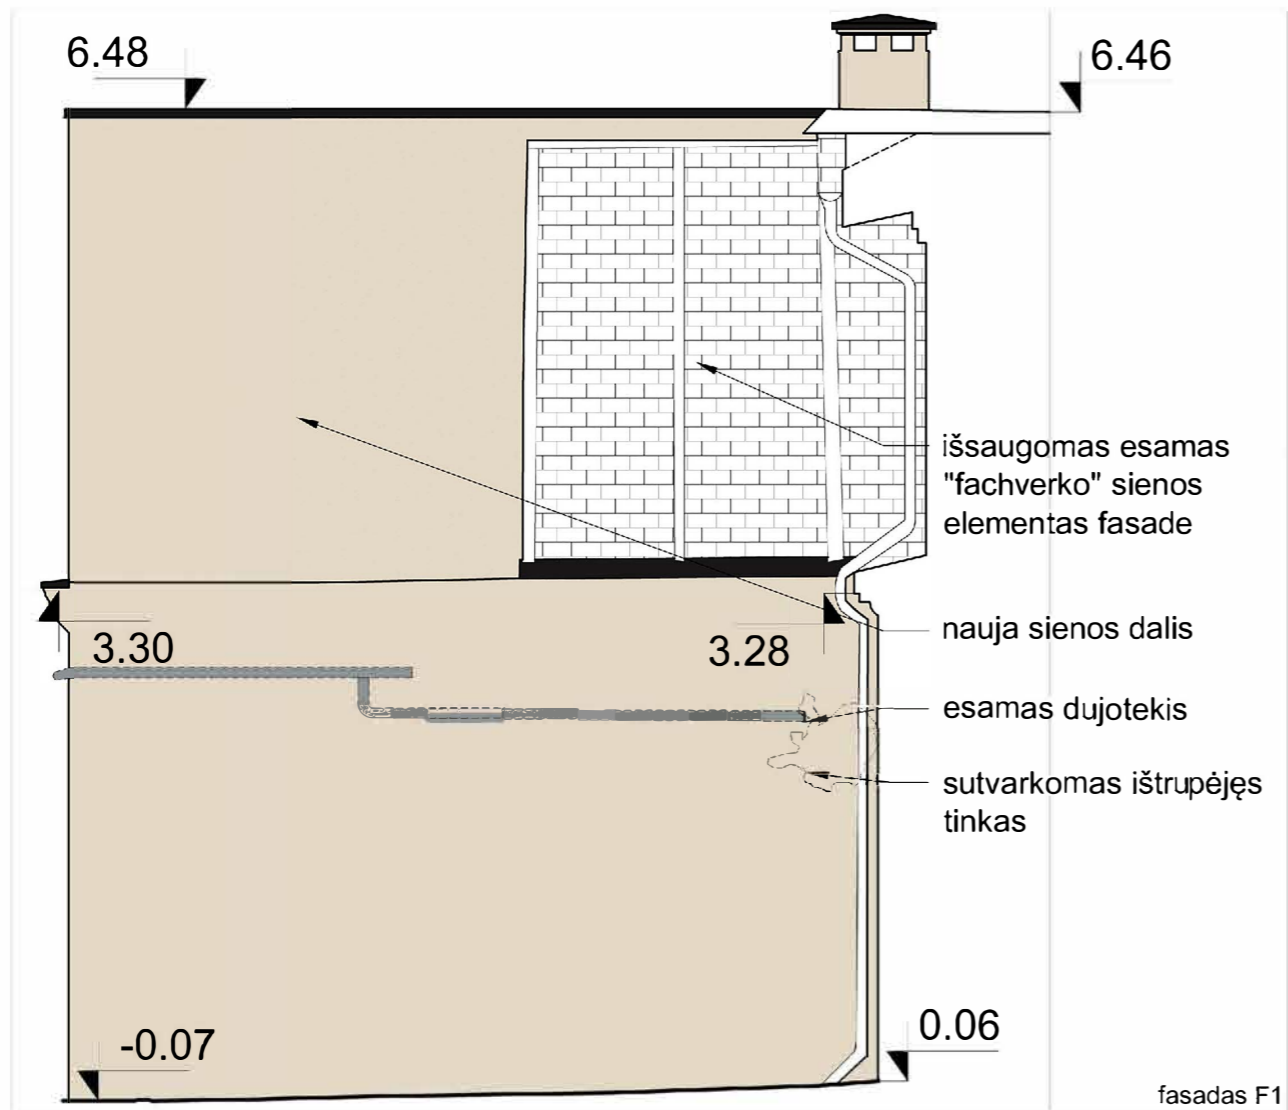 6.48
6.46
išsaugomas esamas
"fachverko" sienos
elementas fasade
nauja sienos dalis
3.30
3.28
esamas dujotekis
sutvarkomas ištrupėjęs
tinkas
-0.07
0.06
fasadas F1